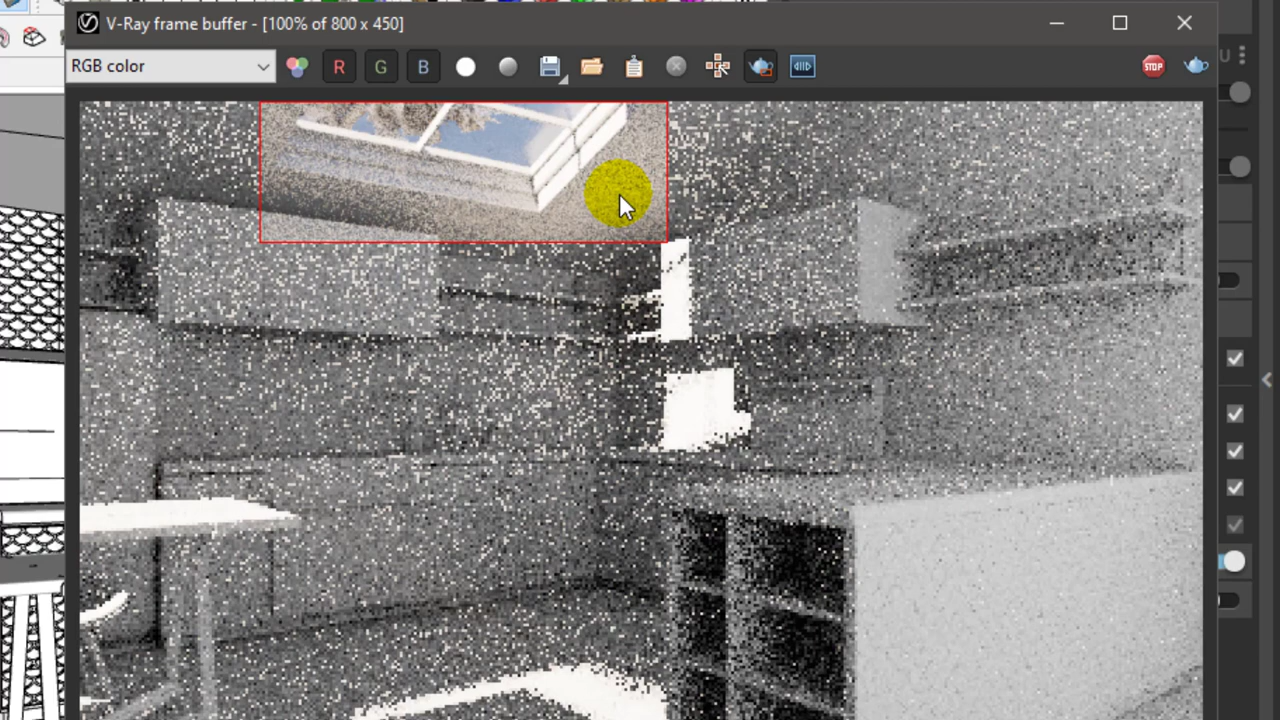 V-Ray frame buffer - [100% of 800 x 450]
RGB color
R
G
B
STOP
U